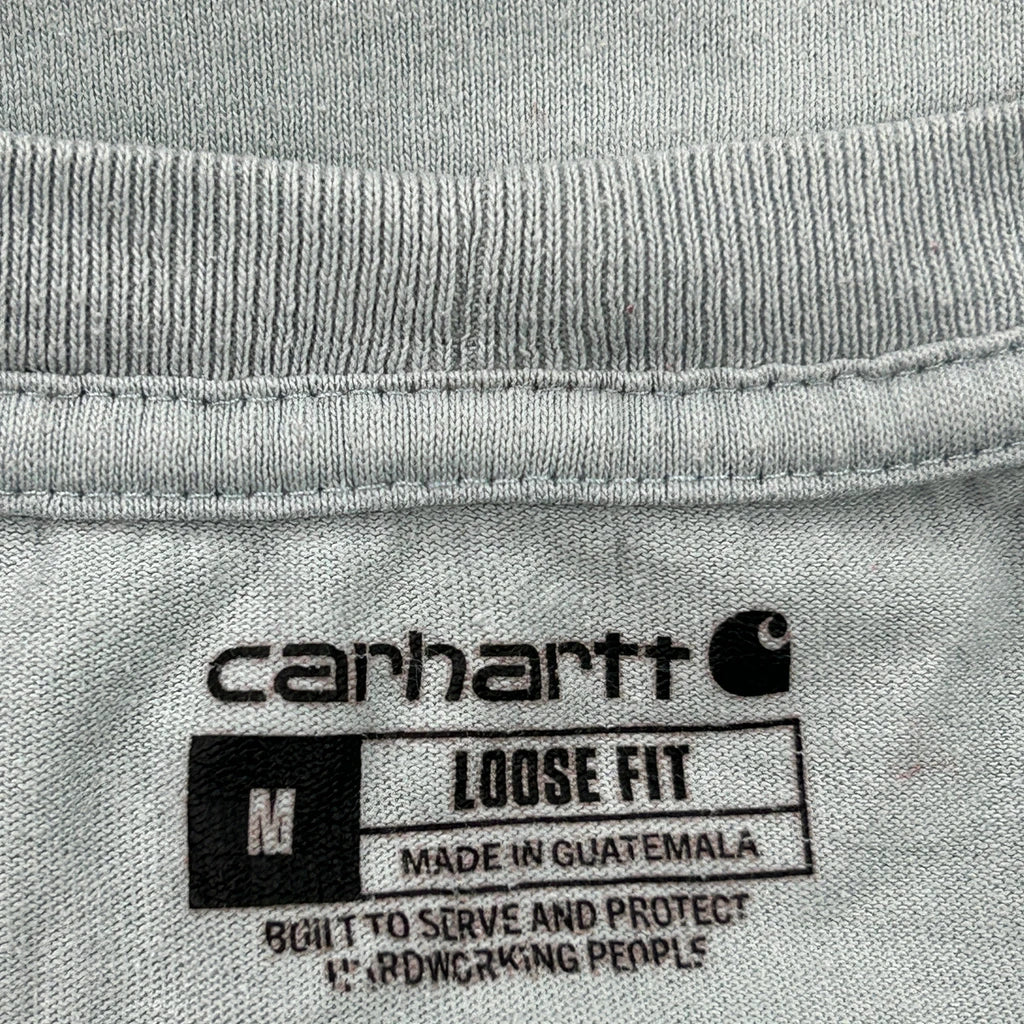 carhartt
M
LOOSE FIT
MADE IN GUATEMALA
BUILT TO SERVE AND PROTECT
HARDWORKING PEOPLE